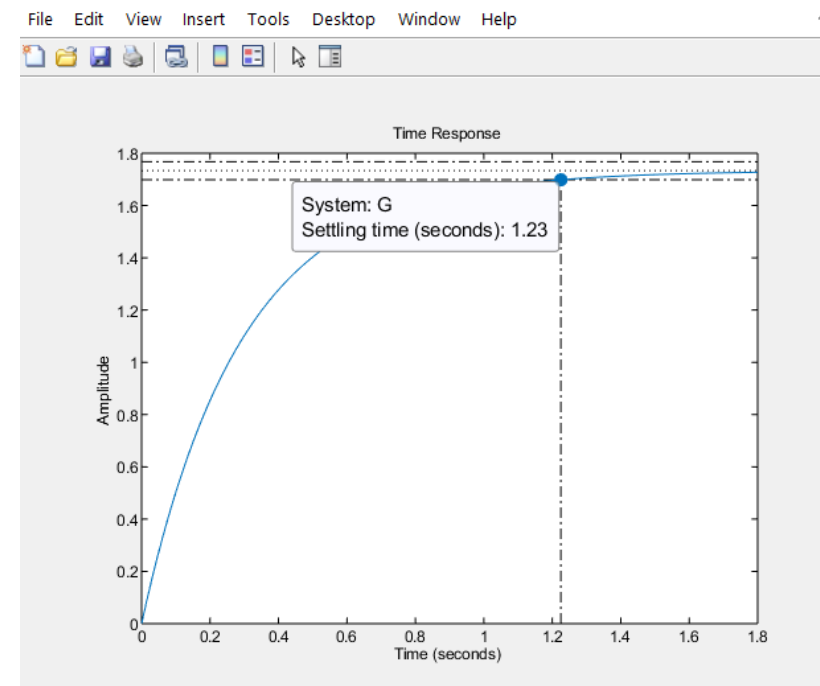 File Edit View Insert Tools Desktop Window Help
Time Response
1.8
1.6
System: G
Settling time (seconds): 1.23
1.4
1.2
1
Amplitude
0.8
0.6
0.4
0.2
0
0 0.2 0.4 0.6 0.8 1 1.2 1.4 1.6 1.8
Time (seconds)